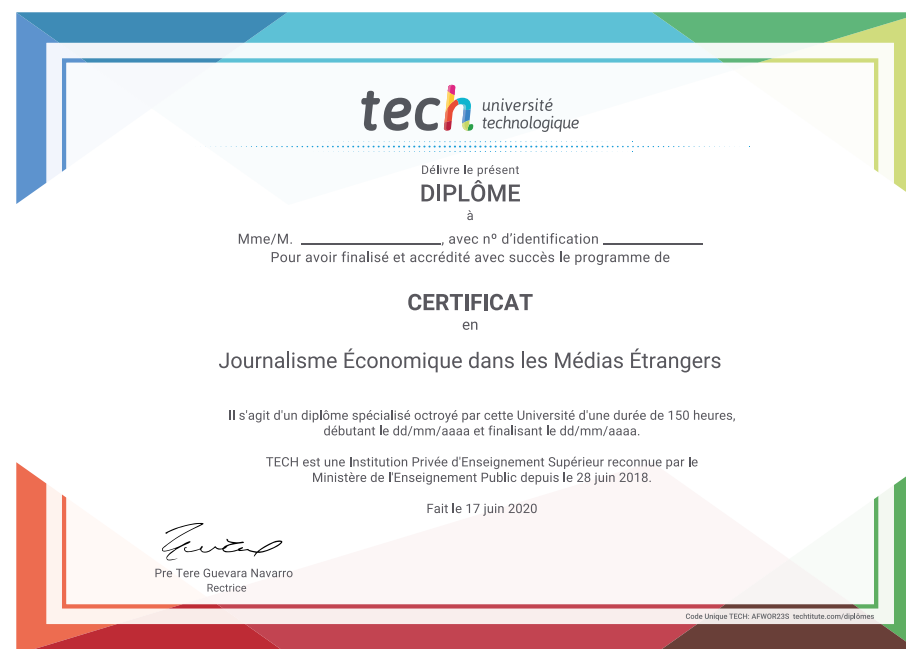 tech université
technologique
Délivre le présent
DIPLÔME
à
Mme/M. ____________________, avec nº d'identification ______________
Pour avoir finalisé et accrédité avec succès le programme de
CERTIFICAT
en
Journalisme Économique dans les Médias Étrangers
Il s'agit d'un diplôme spécialisé octroyé par cette Université d'une durée de 150 heures,
débutant le dd/mm/aaaa et finalisant le dd/mm/aaaa.
TECH est une Institution Privée d'Enseignement Supérieur reconnue par le
Ministère de l'Enseignement Public depuis le 28 juin 2018.
Fait le 17 juin 2020
Pre Tere Guevara Navarro
Rectrice
Code Unique TECH: AFWOR23S techtitute.com/diplômes